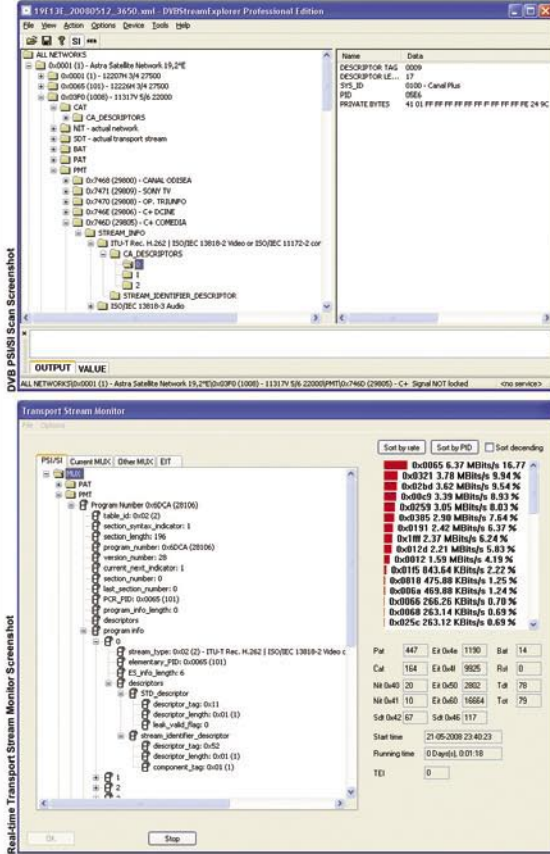 19E13E_20080512_3650.xml - DVBStreamExplorer Professional Edition
File View Action Options Device Tools Help
SI
ALL NETWORKS
0x0001 (1) - Astra Satellite Network 19,2°E
0x0001 (1) - 12207H 3/4 27500
0x0065 (101) - 12226H 3/4 27500
0x03F0 (1008) - 11317V 5/6 22000
CAT
CA_DESCRIPTORS
NIT - actual network
SDT - actual transport stream
BAT
PAT
PMT
0x7468 (29800) - CANAL ODISEA
0x7471 (29809) - SONY TV
0x7470 (29808) - OP. TRIUNFO
0x746E (29806) - C+ DCINE
0x746D (29805) - C+ COMEDIA
STREAM_INFO
ITU-T Rec. H.262 | ISO/IEC 13818-2 Video or ISO/IEC 11172-2 cor
CA_DESCRIPTORS
0
1
2
STREAM_IDENTIFIER_DESCRIPTOR
ISO/IEC 13818-3 Audio
Name Data
DESCRIPTOR TAG 0009
DESCRIPTOR LE... 17
SYS_ID 0100 - Canal Plus
PID 05E6
PRIVATE BYTES
OUTPUT VALUE
ALL NETWORKS\0x0001 (1) - Astra Satellite Network 19,2°E\0x03F0 (1008) - 11317V 5/6 22000\PMT\0x746D (29805) - C+ Signal NOT locked <no service>
DVB PSI/SI Scan Screenshot
Transport Stream Monitor
File Options
PSI/SI Current MUX Other MUX EIT
MUX
PAT
PMT
Program Number 0x6DCA (28106)
table_id: 0x02 (2)
section_syntax_indicator: 1
section_length: 196
program_number: 0x6DCA (28106)
version_number: 28
current_next_indicator: 1
section_number: 0
last_section_number: 0
PCR_PID: 0x0065 (101)
program_info_length: 0
descriptors
program info
0
stream_type: 0x02 (2) - ITU-T Rec. H.262 | ISO/IEC 13818-2 Video c
elementary_PID: 0x0065 (101)
ES_info_length: 6
descriptors
STD_descriptor
descriptor_tag: 0x11
descriptor_length: 0x01 (1)
leak_valid_flag: 0
stream_identifier_descriptor
descriptor_tag: 0x52
descriptor_length: 0x01 (1)
component_tag: 0x01 (1)
1
2
Sort by rate Sort by PID Sort decending
0x0065 6.37 MBits/s 16.77
0x0321 3.78 MBits/s 9.94 %
0x02bd 3.62 MBits/s 9.54 %
0x00c9 3.39 MBits/s 8.93 %
0x0259 3.05 MBits/s 8.03 %
0x0385 2.90 MBits/s 7.64 %
0x0191 2.42 MBits/s 6.37 %
0x1fff 2.37 MBits/s 6.24 %
0x012d 2.21 MBits/s 5.83 %
0x0012 1.59 MBits/s 4.19 %
0x01f5 843.64 KBits/s 2.22 %
0x0810 475.88 KBits/s 1.25 %
0x006a 469.88 KBits/s 1.24 %
0x0066 266.26 KBits/s 0.70 %
0x0068 263.14 KBits/s 0.69 %
0x025c 263.12 KBits/s 0.69 %
Pat 447 Eit 0x4e 1190 Bat 14
Cat 164 Eit 0x4f 9925 Rst 0
Nit 0x40 20 Eit 0x50 2802 Tdt 78
Nit 0x41 10 Eit 0x60 16664 Tot 79
Sdt 0x42 67 Sdt 0x46 117
Start time 21-05-2008 23:40:23
Running time 0 Days(s), 0:01:18
TEI 0
OK Stop
Real-time Transport Stream Monitor Screenshot